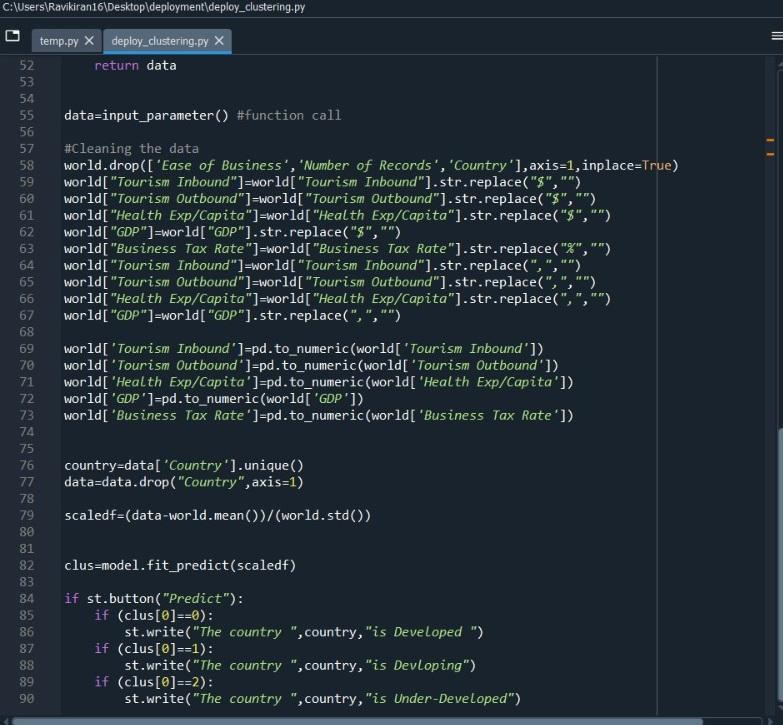 C:\Users\Ravikiran16\Desktop\deployment\deploy_clustering.py
temp.py ✕ deploy_clustering.py ✕
52 return data
53
54
55 data=input_parameter() #function call
56
57 #Cleaning the data
58 world.drop(['Ease of Business','Number of Records','Country'],axis=1,inplace=True)
59 world["Tourism Inbound"]=world["Tourism Inbound"].str.replace("$","")
60 world["Tourism Outbound"]=world["Tourism Outbound"].str.replace("$","")
61 world["Health Exp/Capita"]=world["Health Exp/Capita"].str.replace("$","")
62 world["GDP"]=world["GDP"].str.replace("$","")
63 world["Business Tax Rate"]=world["Business Tax Rate"].str.replace("%","")
64 world["Tourism Inbound"]=world["Tourism Inbound"].str.replace(",","")
65 world["Tourism Outbound"]=world["Tourism Outbound"].str.replace(",","")
66 world["Health Exp/Capita"]=world["Health Exp/Capita"].str.replace(",","")
67 world["GDP"]=world["GDP"].str.replace(",","")
68
69 world['Tourism Inbound']=pd.to_numeric(world['Tourism Inbound'])
70 world['Tourism Outbound']=pd.to_numeric(world['Tourism Outbound'])
71 world['Health Exp/Capita']=pd.to_numeric(world['Health Exp/Capita'])
72 world['GDP']=pd.to_numeric(world['GDP'])
73 world['Business Tax Rate']=pd.to_numeric(world['Business Tax Rate'])
74
75
76 country=data['Country'].unique()
77 data=data.drop("Country",axis=1)
78
79 scaledf=(data-world.mean())/(world.std())
80
81
82 clus=model.fit_predict(scaledf)
83
84 if st.button("Predict"):
85 if (clus[0]==0):
86 st.write("The country ",country,"is Developed ")
87 if (clus[0]==1):
88 st.write("The country ",country,"is Devloping")
89 if (clus[0]==2):
90 st.write("The country ",country,"is Under-Developed")